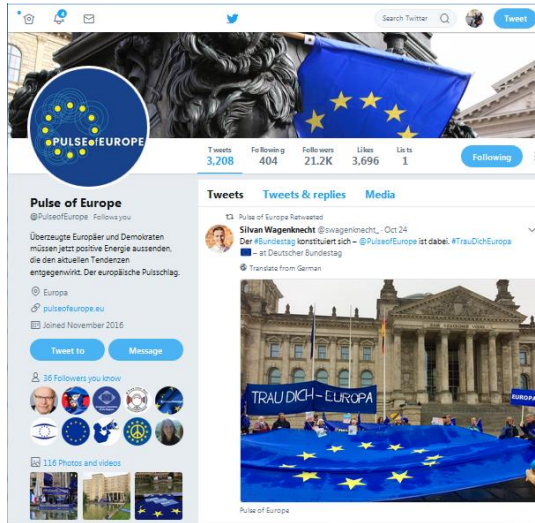 4
Search Twitter
Tweet
PULSEofEUROPE
Tweets Following Followers Likes Lists
3,208 404 21.2K 3,696 1
Following
Tweets Tweets & replies Media
Pulse of Europe
@PulseofEurope Follows you
Überzeugte Europäer und Demokraten
müssen jetzt positive Energie aussenden,
die den aktuellen Tendenzen
entgegenwirkt. Der europäische Pulsschlag.
Europa
pulseofeurope.eu
Joined November 2016
Tweet to Message
36 Followers you know
116 Photos and videos
Pulse of Europe Retweeted
Silvan Wagenknecht @swagenknecht_ · Oct 24
Der #Bundestag konstituiert sich – @PulseofEurope ist dabei. #TrauDichEuropa
– at Deutscher Bundestag
Translate from German
TRAU DICH – EUROPA
EUROPA
Pulse of Europe